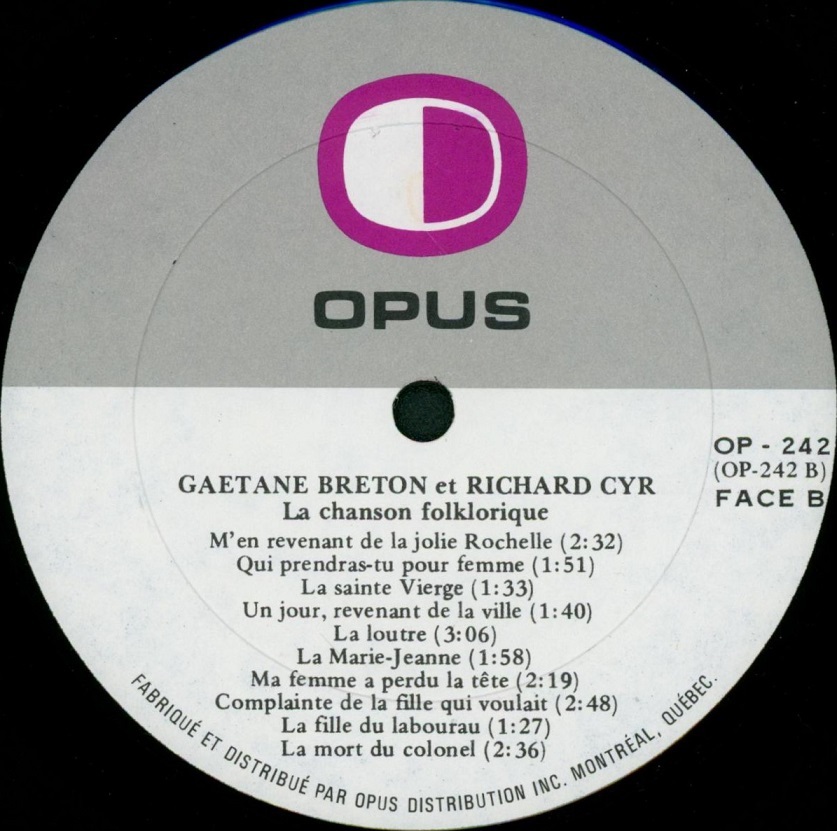 OPUS
OP - 242
(OP-242 B)
FACE B
GAETANE BRETON et RICHARD CYR
La chanson folklorique
M'en revenant de la jolie Rochelle (2:32)
Qui prendras-tu pour femme (1:51)
La sainte Vierge (1:33)
Un jour, revenant de la ville (1:40)
La loutre (3:06)
La Marie-Jeanne (1:58)
Ma femme a perdu la tête (2:19)
Complainte de la fille qui voulait (2:48)
La fille du labourau (1:27)
La mort du colonel (2:36)
FABRIQUÉ ET DISTRIBUÉ PAR OPUS DISTRIBUTION INC. MONTRÉAL, QUÉBEC.